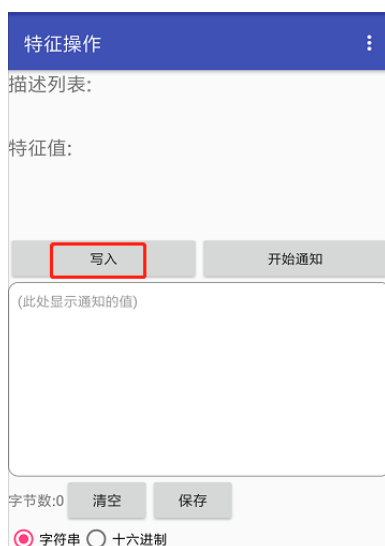 特征操作
描述列表:
特征值:
写入 开始通知
(此处显示通知的值)
字节数:0 清空 保存
字符串 十六进制